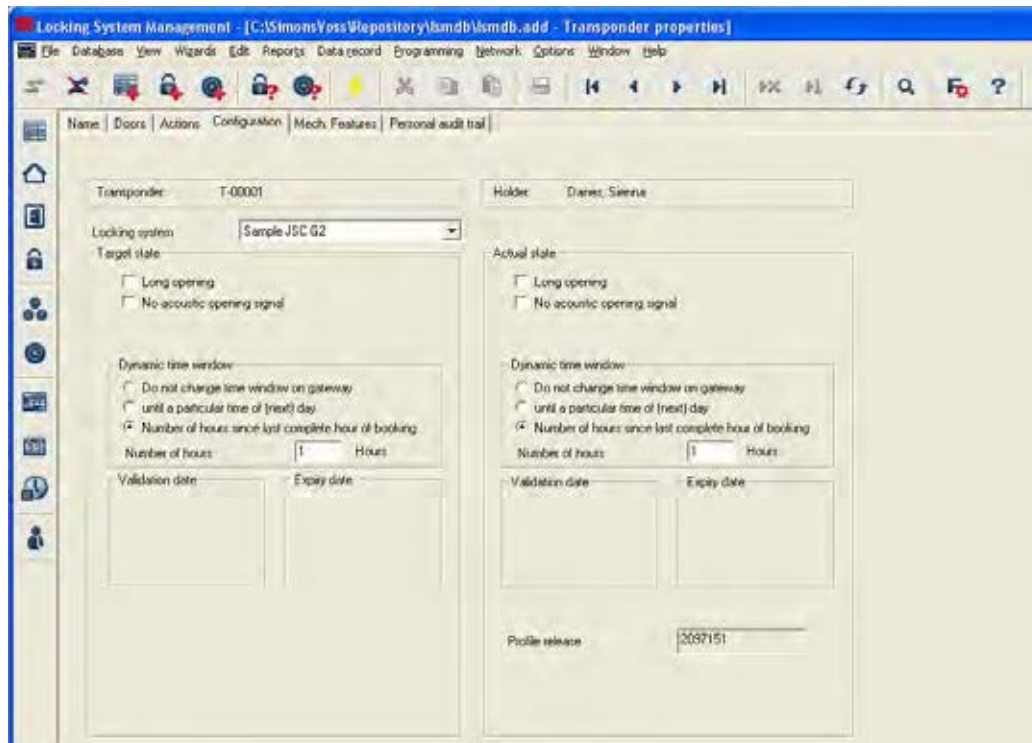 Locking System Management - [C:\SimonsVoss\Repository\lsmdb\lsmdb.add - Transponder properties]
File Database View Wizards Edit Reports Data record Programming Network Options Window Help
Name Doors Actions Configuration Mech. Features Personal audit trail
Transponder T-00001 Holder
Locking system Sample JSC G2
Target state Actual state
Long opening Long opening
No acoustic opening signal No acoustic opening signal
Dynamic time window Dynamic time window
Do not change time window on gateway Do not change time window on gateway
until a particular time of (next) day until a particular time of (next) day
Number of hours since last complete hour of booking Number of hours since last complete hour of booking
Number of hours 1 Hours Number of hours 1 Hours
Validation date Expiry date Validation date Expiry date
Profile release 2097151